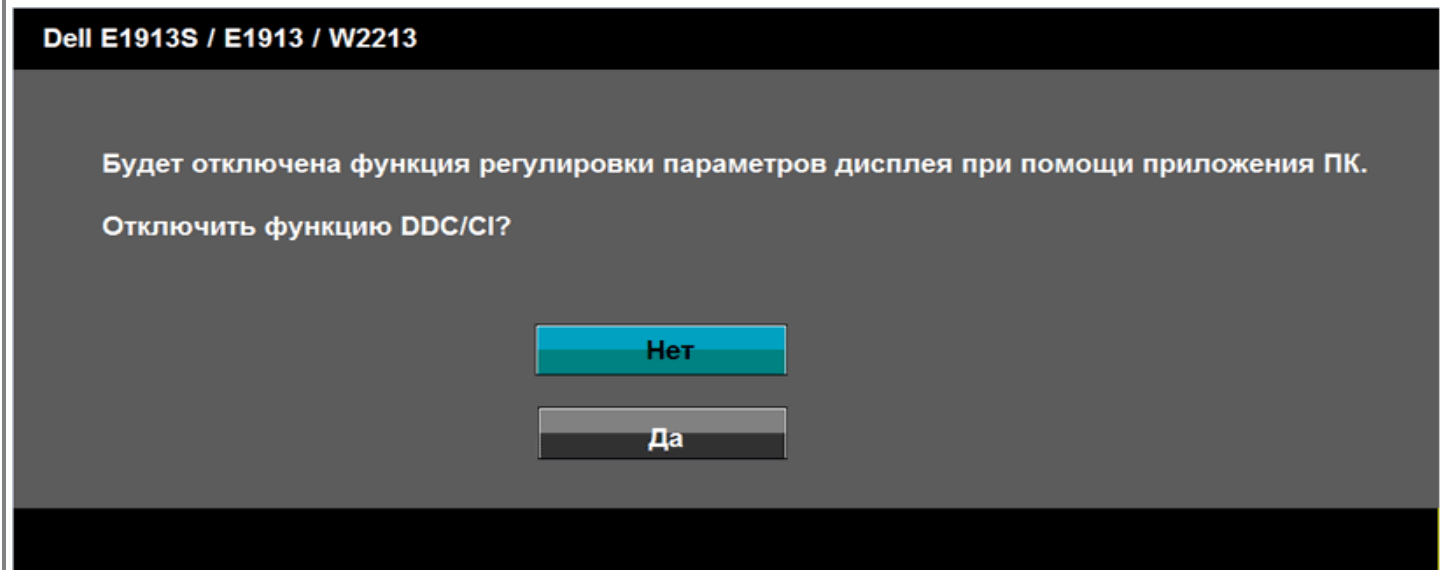 Dell E1913S / E1913 / W2213
Будет отключена функция регулировки параметров дисплея при помощи приложения ПК.
Отключить функцию DDC/CI?
Нет
Да